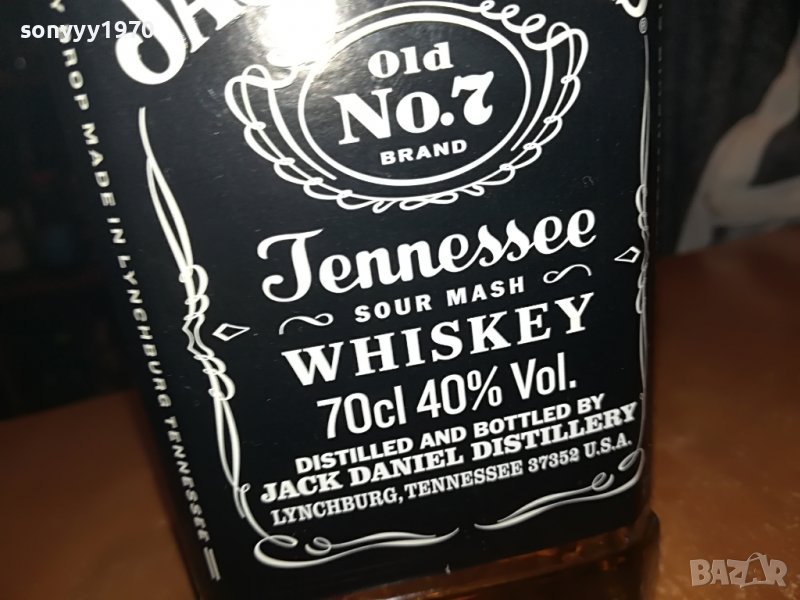 sonyyy1970
Old
No.7
BRAND
Tennessee
SOUR MASH
WHISKEY
70cl 40% Vol.
DISTILLED AND BOTTLED BY
JACK DANIEL DISTILLERY
LYNCHBURG, TENNESSEE 37352 U.S.A.
DROP MADE IN LYNCHBURG TENNESSEE
BAZAR